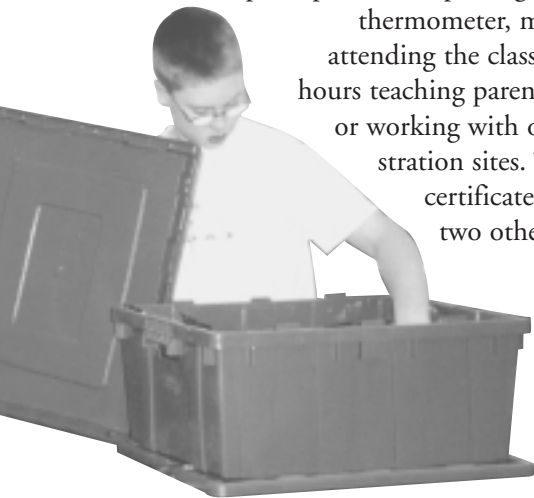 thermometer, m
attending the class
hours teaching paren
or working with o
stration sites.
certificate
two othe